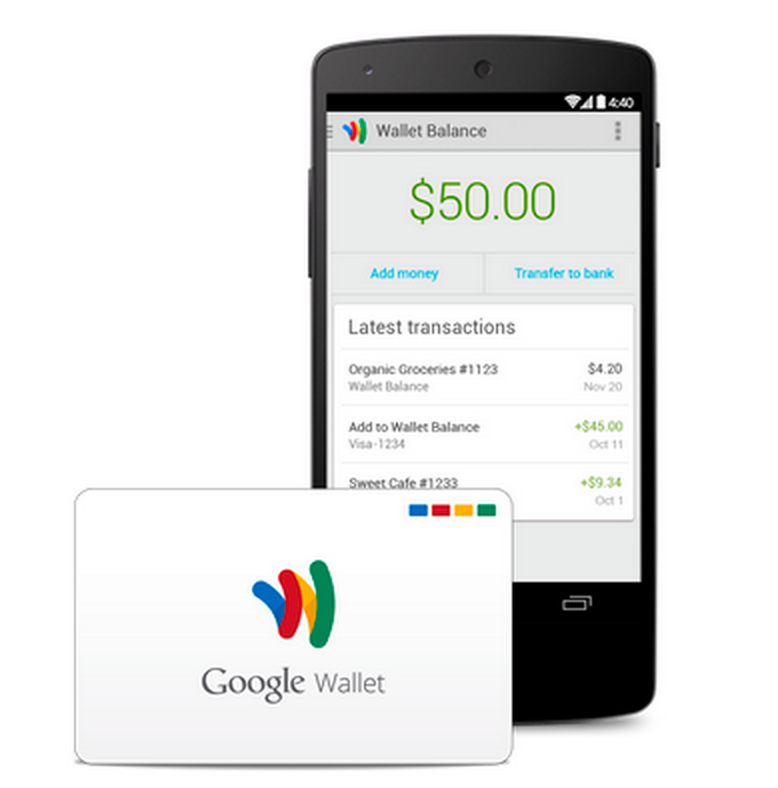 4:40
Wallet Balance
$50.00
Add money Transfer to bank
Latest transactions
Organic Groceries #1123 $4.20
Wallet Balance Nov 20
Add to Wallet Balance +$45.00
Visa-1234 Oct 11
Sweet Cafe #1233 +$9.34
Oct 1
Google Wallet